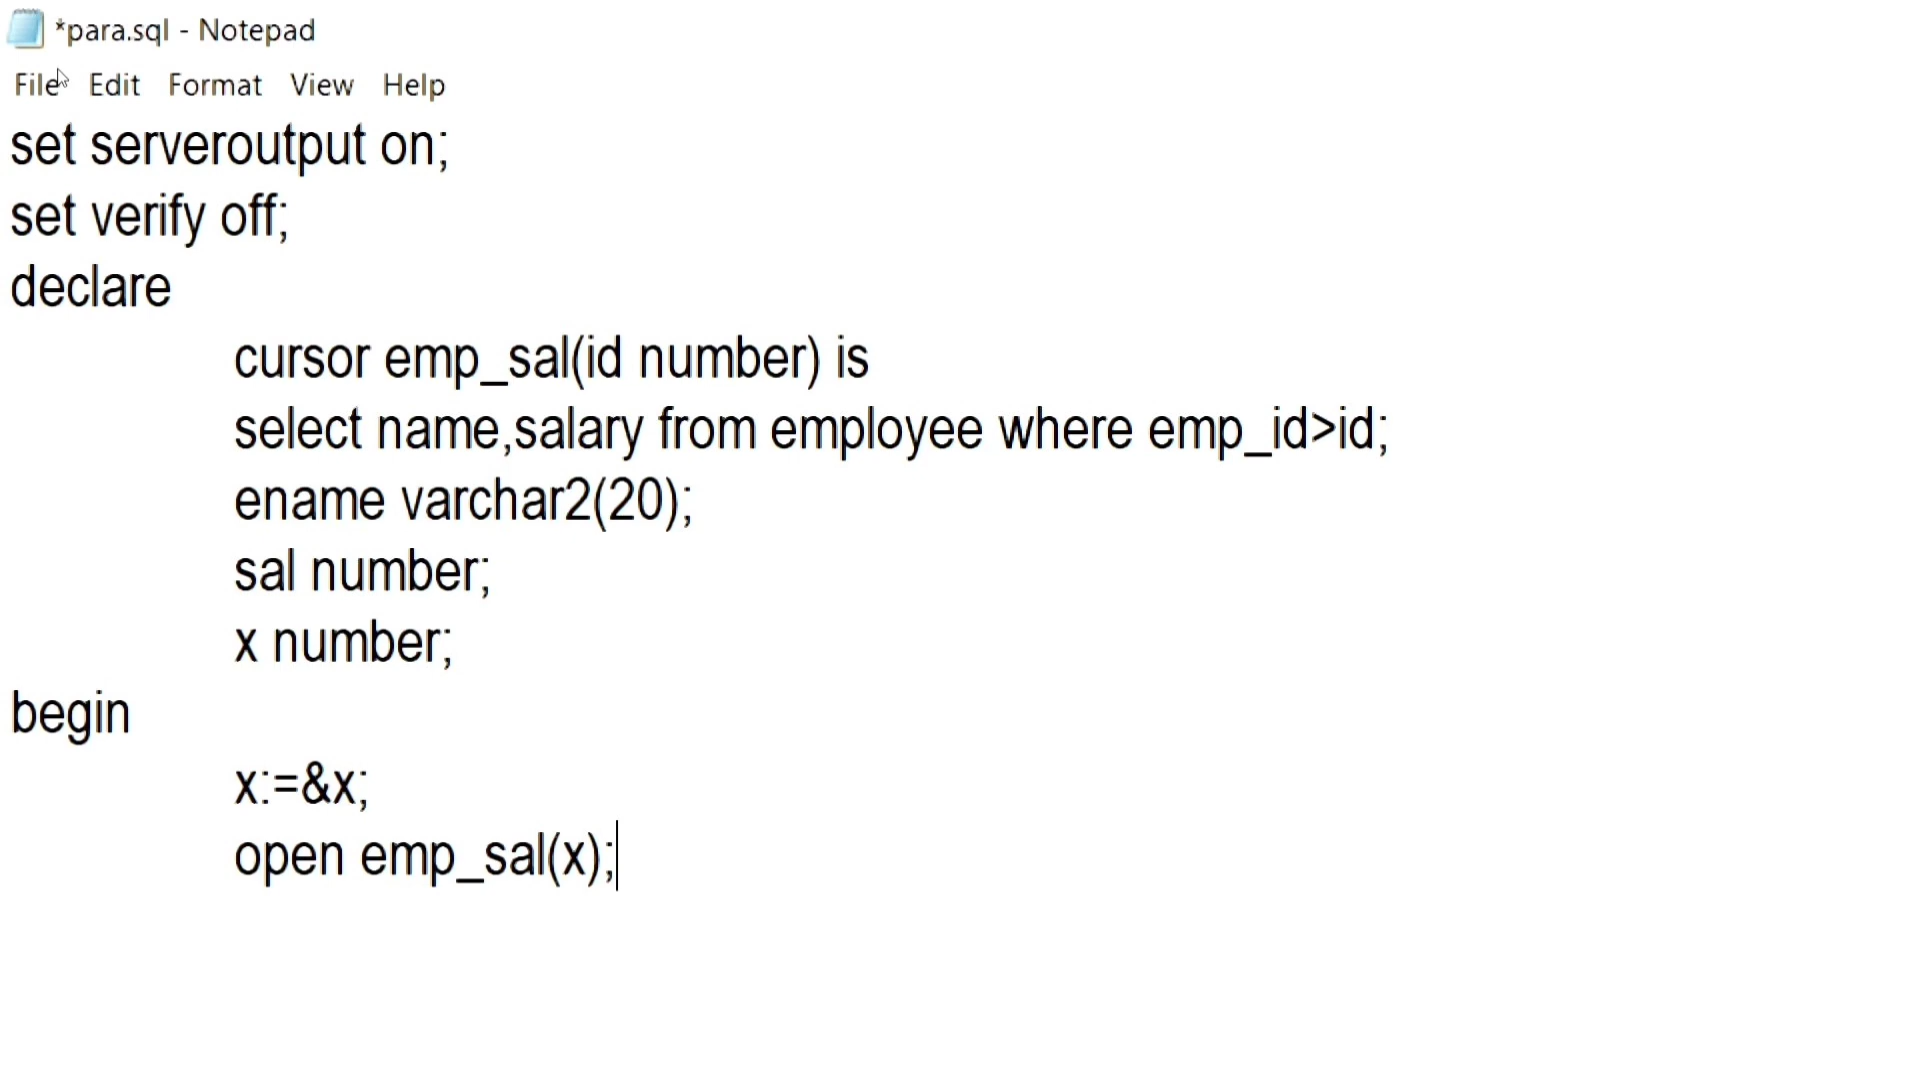 *para.sql - Notepad
File Edit Format View Help
set serveroutput on;
set verify off;
declare
cursor emp_sal(id number) is
select name,salary from employee where emp_id>id;
ename varchar2(20);
sal number;
x number;
begin
x:=&x;
open emp_sal(x);